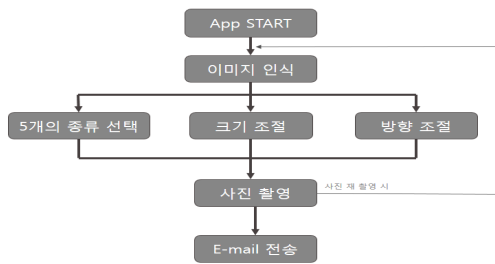 App START
이미지 인식
5개의 종류 선택
크기 조절
방향 조절
사진 촬영
사진 재 촬영 시
E-mail 전송